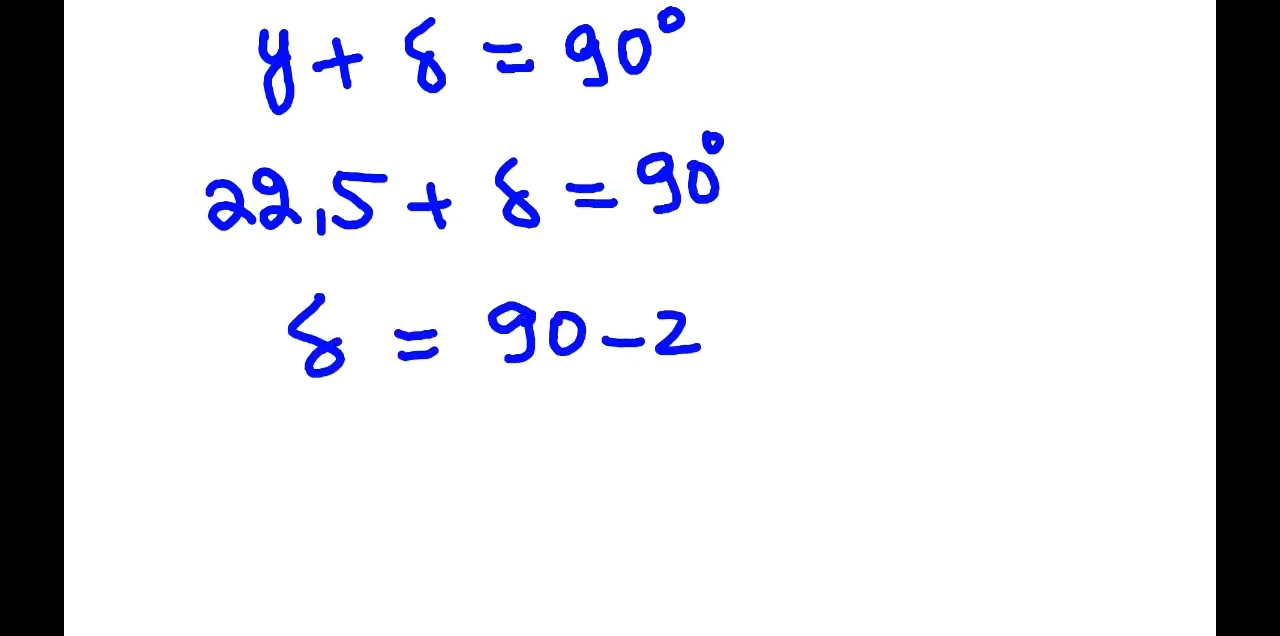 y + δ = 90°
22,5 + δ = 90°
δ = 90 - 2